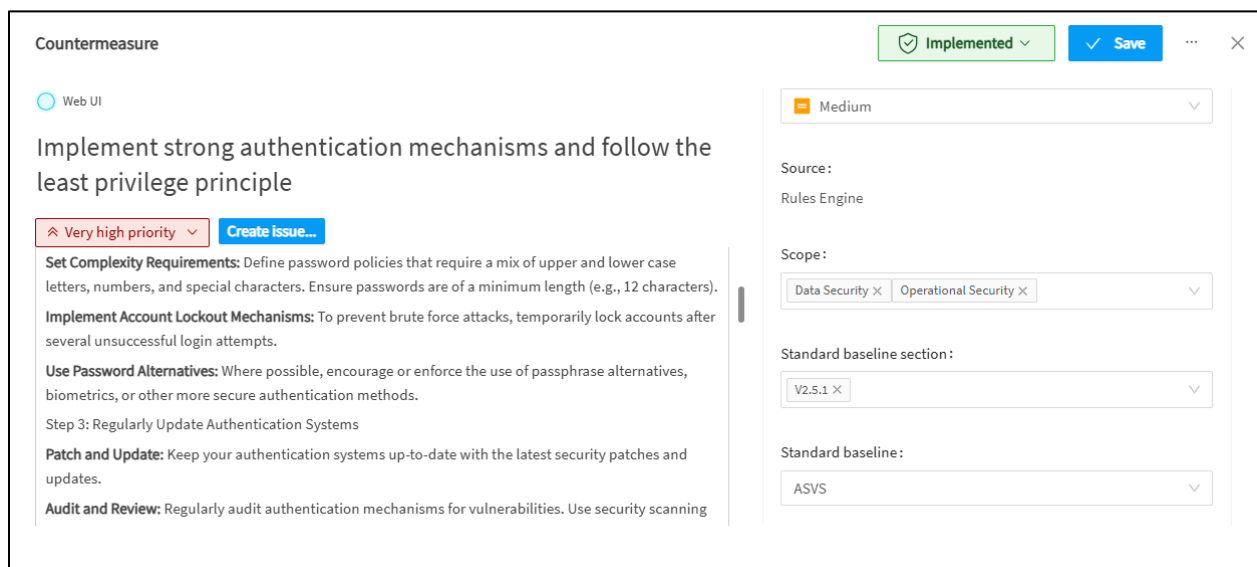 Countermeasure
Implemented
Save
Web UI
Implement strong authentication mechanisms and follow the
least privilege principle
Very high priority
Create issue...
Set Complexity Requirements: Define password policies that require a mix of upper and lower case
letters, numbers, and special characters. Ensure passwords are of a minimum length (e.g., 12 characters).
Implement Account Lockout Mechanisms: To prevent brute force attacks, temporarily lock accounts after
several unsuccessful login attempts.
Use Password Alternatives: Where possible, encourage or enforce the use of passphrase alternatives,
biometrics, or other more secure authentication methods.
Step 3: Regularly Update Authentication Systems
Patch and Update: Keep your authentication systems up-to-date with the latest security patches and
updates.
Audit and Review: Regularly audit authentication mechanisms for vulnerabilities. Use security scanning
Medium
Source:
Rules Engine
Scope:
Data Security
Operational Security
Standard baseline section:
V2.5.1
Standard baseline:
ASVS